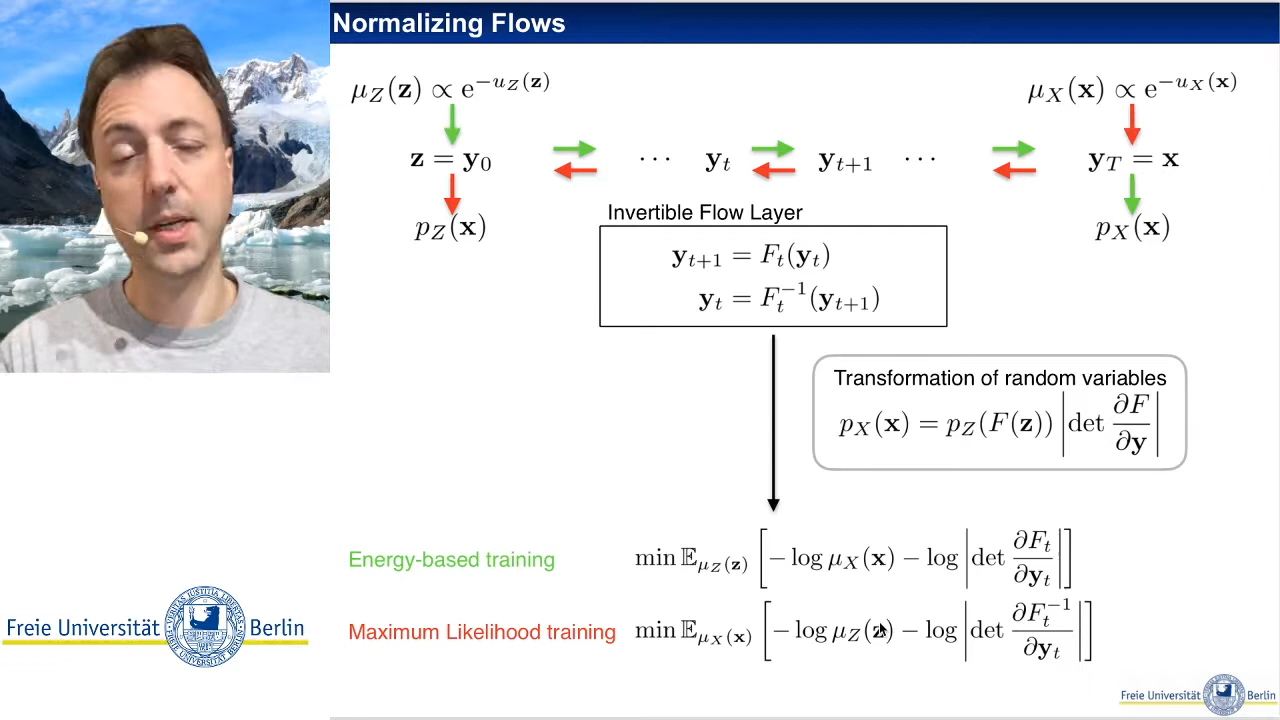 Normalizing Flows
μ_Z(𝐳) ∝ e^{−u_Z(𝐳)}
μ_X(𝐱) ∝ e^{−u_X(𝐱)}
𝐳 = 𝐲_0 ⋯ 𝐲_t 𝐲_{t+1} ⋯ 𝐲_T = 𝐱
p_Z(𝐱)
p_X(𝐱)
Invertible Flow Layer
𝐲_{t+1} = F_t(𝐲_t)
𝐲_t = F_t^{−1}(𝐲_{t+1})
Transformation of random variables
p_X(𝐱) = p_Z(F(𝐳)) |det ∂F/∂𝐲|
Energy-based training min 𝔼_{μ_Z(𝐳)} [− log μ_X(𝐱) − log |det ∂F_t/∂𝐲_t|]
Maximum Likelihood training min 𝔼_{μ_X(𝐱)} [− log μ_Z(𝐳) − log |det ∂F_t^{−1}/∂𝐲_t|]
Freie Universität Berlin
Freie Universität Berlin